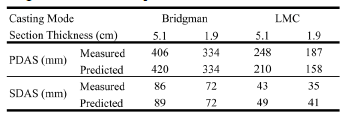 Casting Mode Bridgman LMC
Section Thickness (cm) 5.1 1.9 5.1 1.9
PDAS (mm) Measured 406 334 248 187
Predicted 420 334 210 158
SDAS (mm) Measured 86 72 43 35
Predicted 89 72 49 41